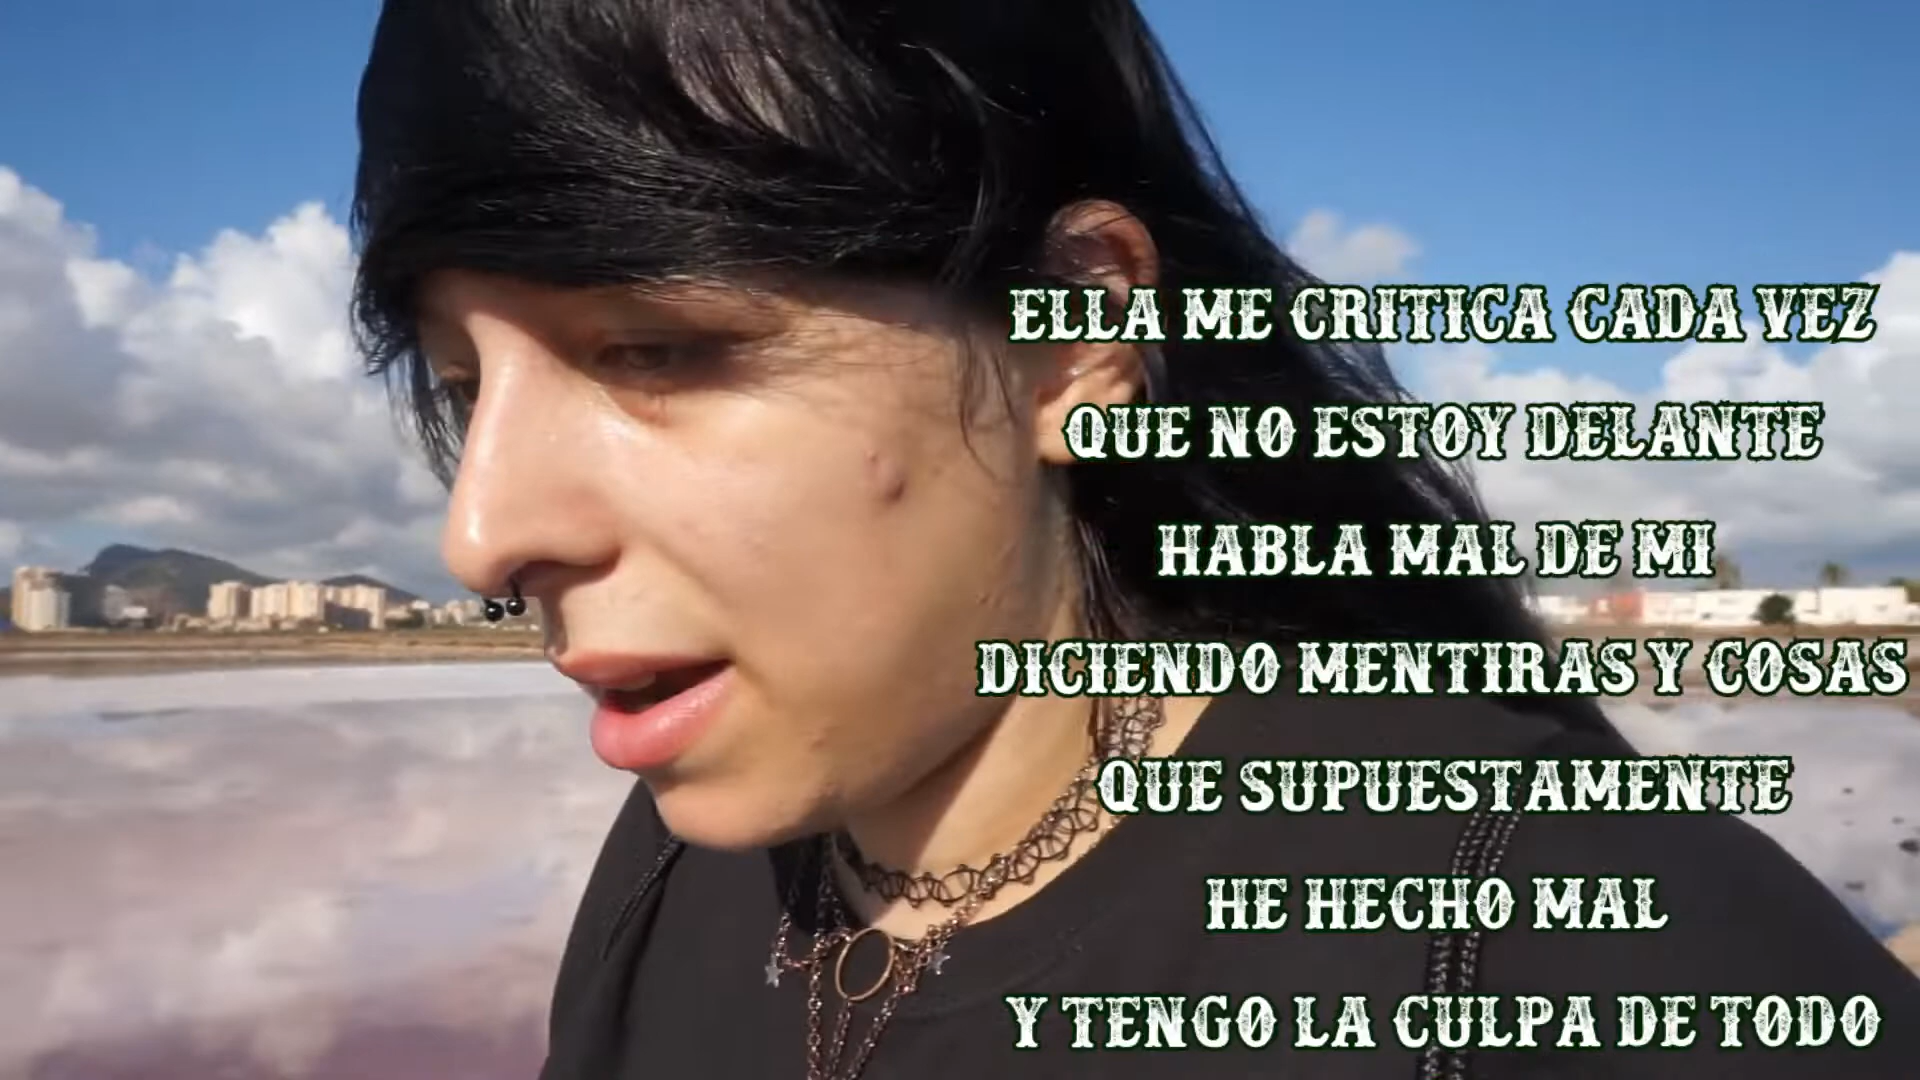 ELLA ME CRITICA CADA VEZ
QUE NO ESTOY DELANTE
HABLA MAL DE MI
DICIENDO MENTIRAS Y COSAS
QUE SUPUESTAMENTE
HE HECHO MAL
Y TENGO LA CULPA DE TODO